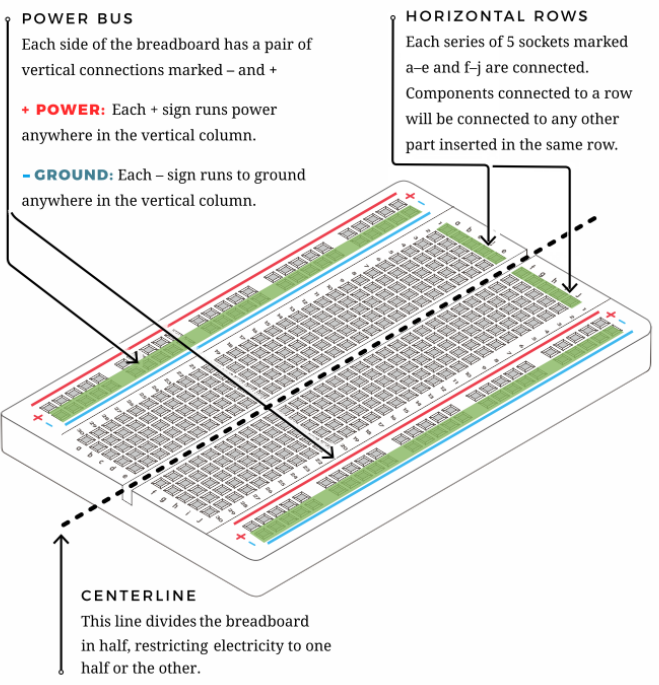 POWER BUS
Each side of the breadboard has a pair of
vertical connections marked – and +
+ POWER: Each + sign runs power
anywhere in the vertical column.
– GROUND: Each – sign runs to ground
anywhere in the vertical column.
HORIZONTAL ROWS
Each series of 5 sockets marked
a–e and f–j are connected.
Components connected to a row
will be connected to any other
part inserted in the same row.
+ –
+ –
+ –
a b c d e
f g h i j
+ –
CENTERLINE
This line divides the breadboard
in half, restricting electricity to one
half or the other.